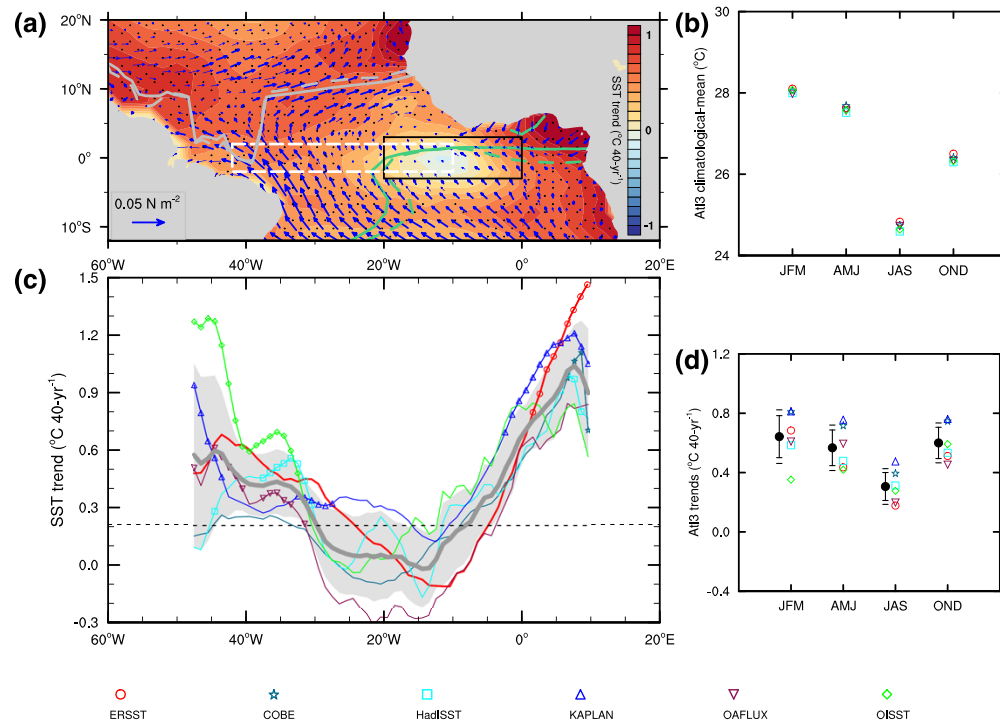 (a)
20°N
10°N
0°
10°S
60°W
40°W
20°W
0°
20°E
0.05 N m⁻²
SST trend (°C 40-yr⁻¹)
1
0
-1
(b)
Atl3 climatological-mean (°C)
30
28
26
24
JFM
AMJ
JAS
OND
(c)
SST trend (°C 40-yr⁻¹)
1.5
1.2
0.9
0.6
0.3
0.0
-0.3
60°W
40°W
20°W
0°
20°E
(d)
Atl3 trends (°C 40-yr⁻¹)
1.2
0.8
0.4
0.0
-0.4
JFM
AMJ
JAS
OND
ERSST
COBE
HadISST
KAPLAN
OAFLUX
OISST